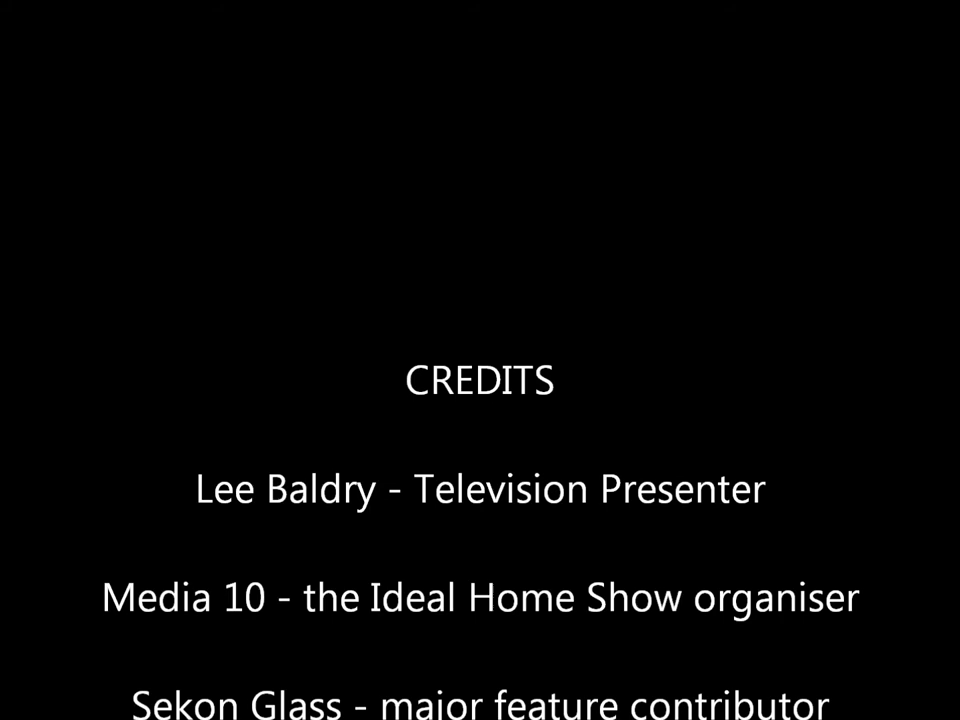 CREDITS
Lee Baldry - Television Presenter
Media 10 - the Ideal Home Show organiser
Sekon Glass - major feature contributor